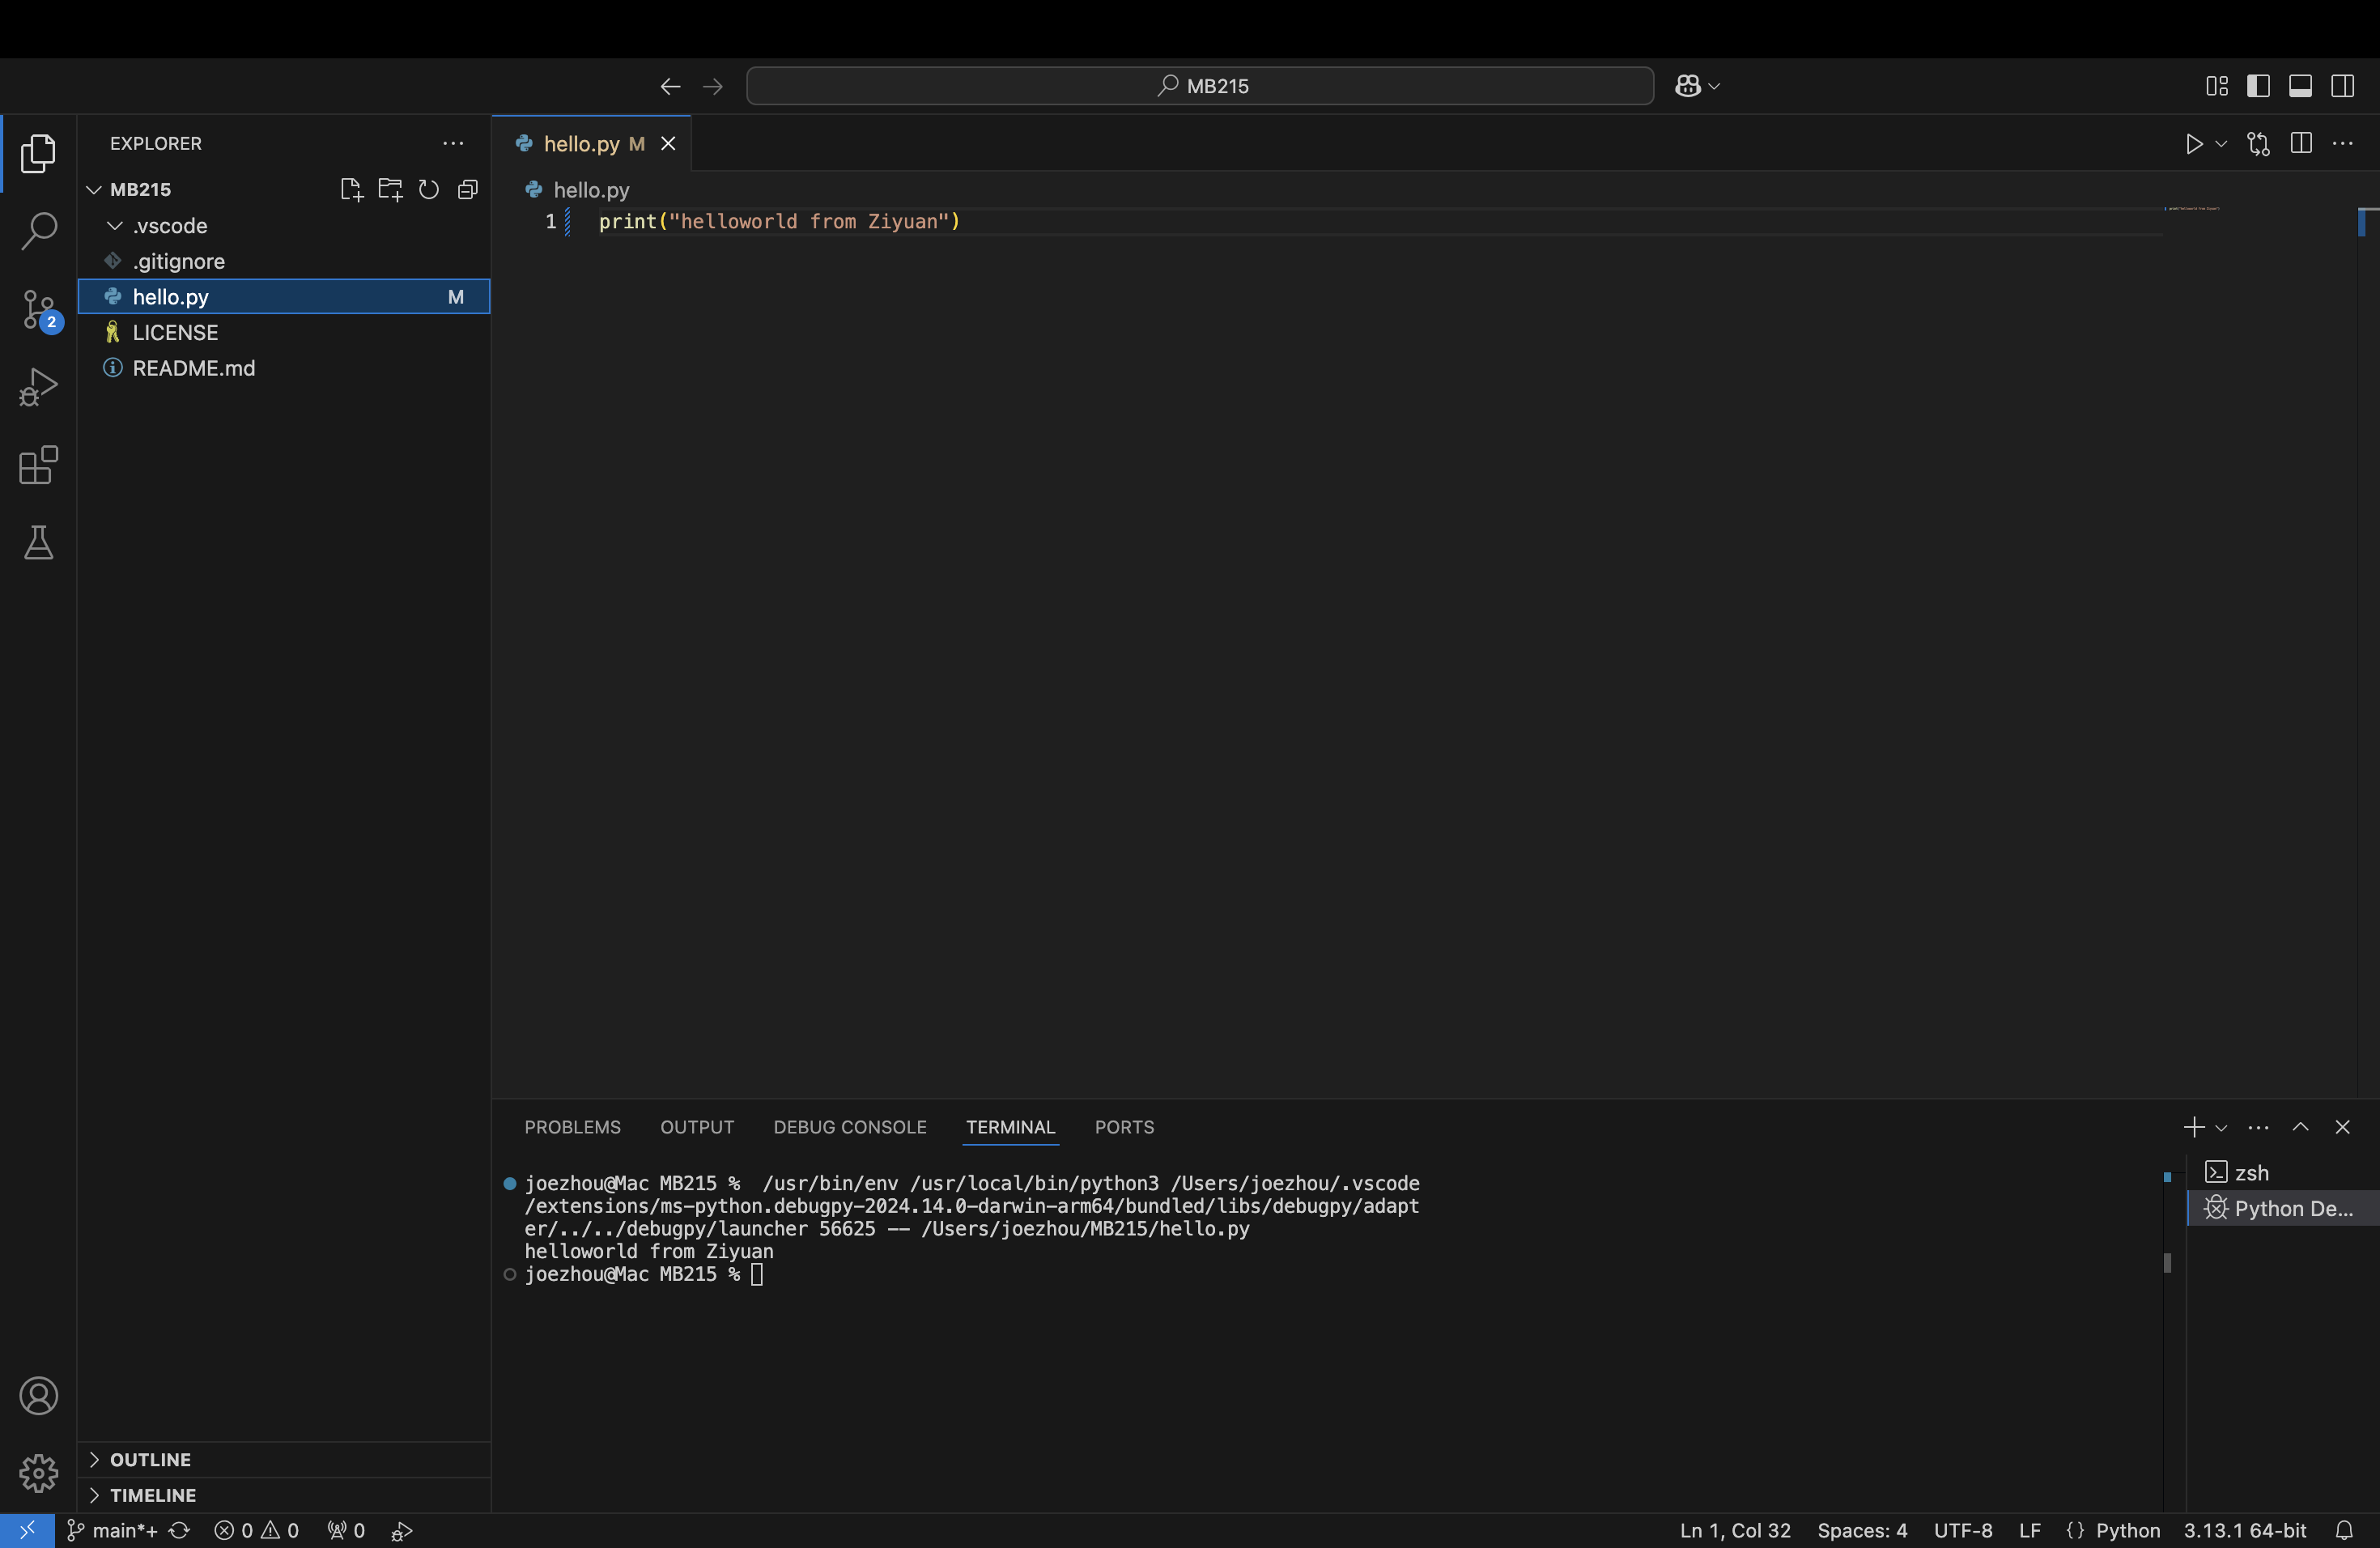 MB215
EXPLORER
hello.py M
MB215
hello.py
.vscode
1 print("helloworld from Ziyuan")
.gitignore
hello.py M
2
LICENSE
README.md
PROBLEMS OUTPUT DEBUG CONSOLE TERMINAL PORTS
joezhou@Mac MB215 %  /usr/bin/env /usr/local/bin/python3 /Users/joezhou/.vscode
/extensions/ms-python.debugpy-2024.14.0-darwin-arm64/bundled/libs/debugpy/adapt
er/../../debugpy/launcher 56625 -- /Users/joezhou/MB215/hello.py
helloworld from Ziyuan
joezhou@Mac MB215 %
zsh
Python De...
OUTLINE
TIMELINE
main*+ 0 0 0 Ln 1, Col 32 Spaces: 4 UTF-8 LF {} Python 3.13.1 64-bit